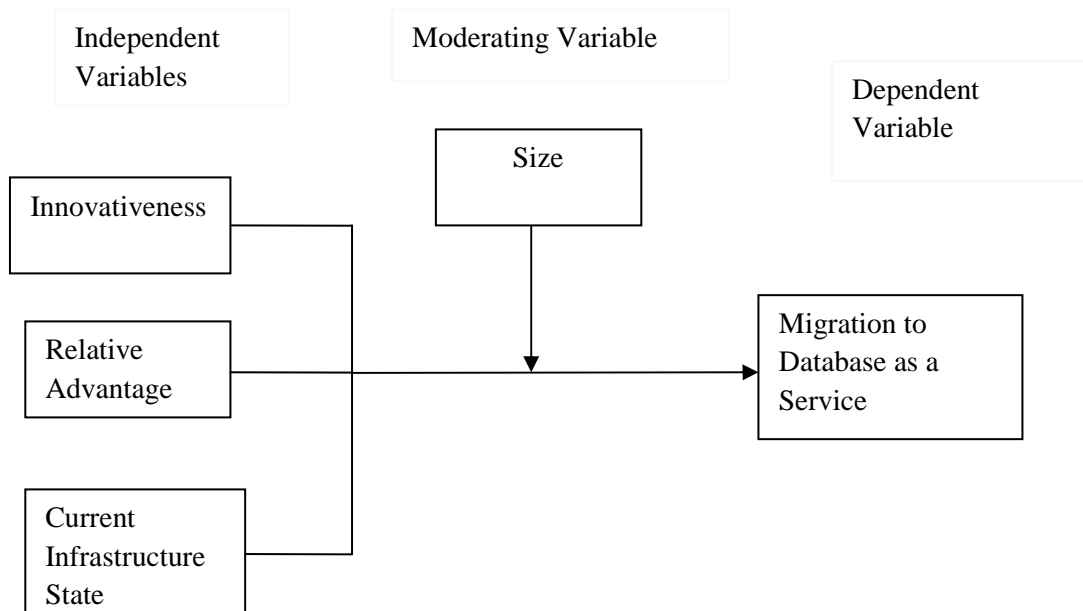 Independent
Variables
Moderating Variable
Dependent
Variable
Size
Innovativeness
Relative
Advantage
Migration to
Database as a
Service
Current
Infrastructure
State